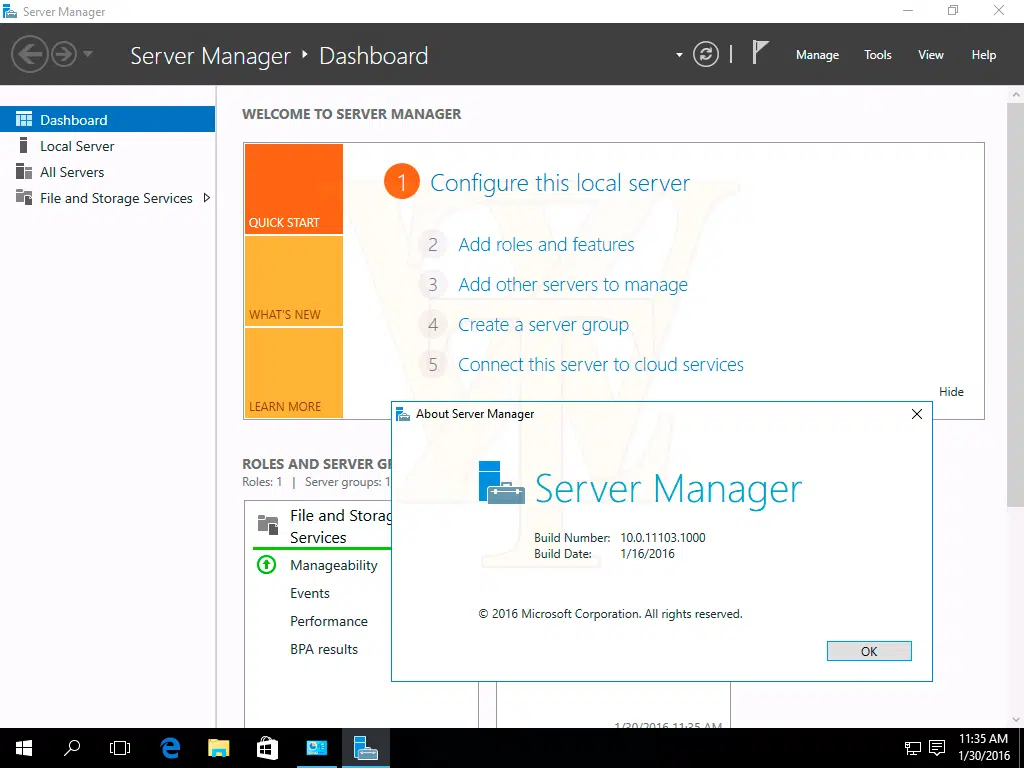 Server Manager
Server Manager ‣ Dashboard
Manage Tools View Help
Dashboard
Local Server
All Servers
File and Storage Services
WELCOME TO SERVER MANAGER
QUICK START
WHAT'S NEW
LEARN MORE
1 Configure this local server
2 Add roles and features
3 Add other servers to manage
4 Create a server group
5 Connect this server to cloud services
Hide
ROLES AND SERVER
Roles: 1 | Server groups: 1
File and Storag
Services
Manageability
Events
Performance
BPA results
About Server Manager
Server Manager
Build Number: 10.0.11103.1000
Build Date: 1/16/2016
© 2016 Microsoft Corporation. All rights reserved.
OK
1/30/2016 11:35 AM
11:35 AM
1/30/2016